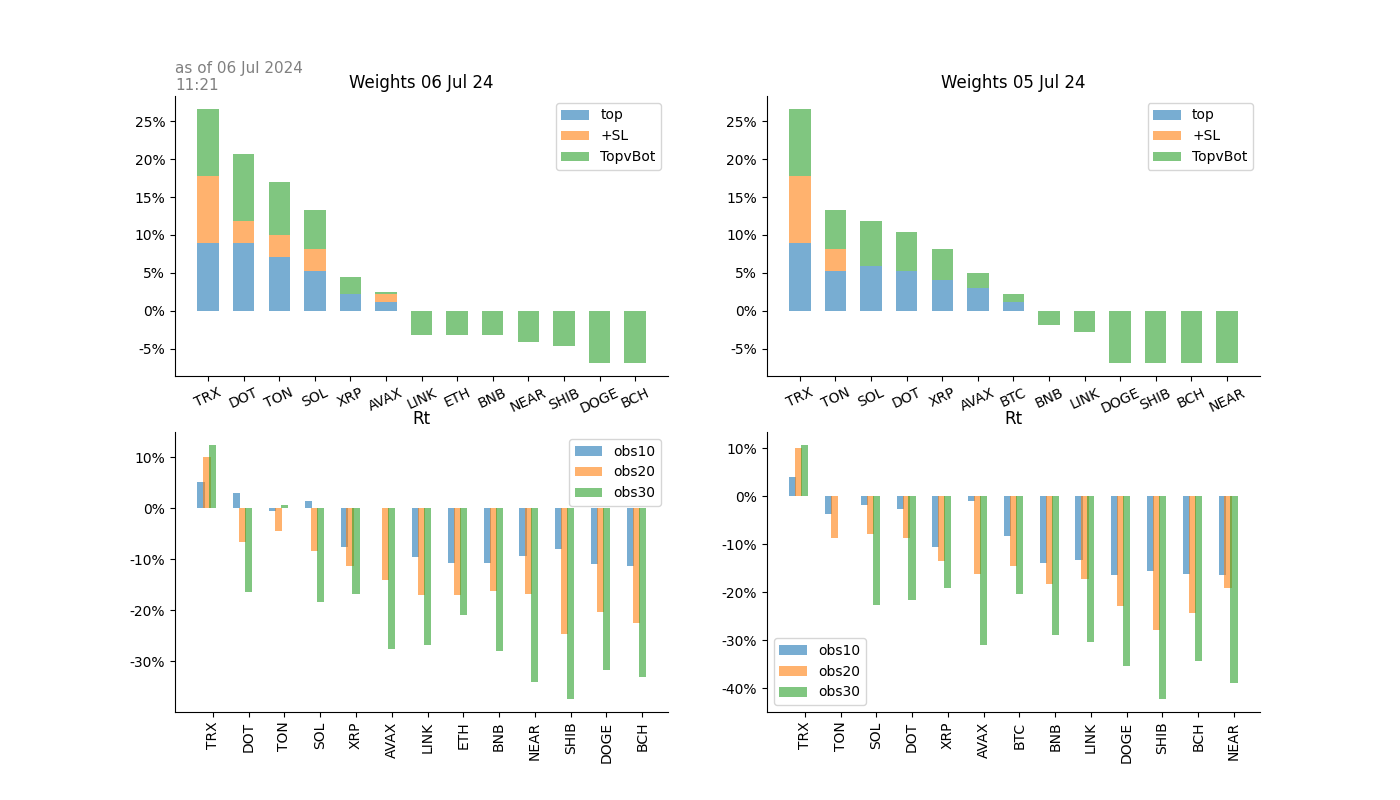 as of 06 Jul 2024
11:21
Weights 06 Jul 24
25%
20%
15%
10%
5%
0%
-5%
top
+SL
TopvBot
TRX DOT TON SOL XRP AVAX LINK ETH BNB NEAR SHIB DOGE BCH
Weights 05 Jul 24
25%
20%
15%
10%
5%
0%
-5%
top
+SL
TopvBot
TRX TON SOL DOT XRP AVAX BTC BNB LINK DOGE SHIB BCH NEAR
Rt
10%
0%
-10%
-20%
-30%
obs10
obs20
obs30
TRX DOT TON SOL XRP AVAX LINK ETH BNB NEAR SHIB DOGE BCH
Rt
10%
0%
-10%
-20%
-30%
-40%
obs10
obs20
obs30
TRX TON SOL DOT XRP AVAX BTC BNB LINK DOGE SHIB BCH NEAR